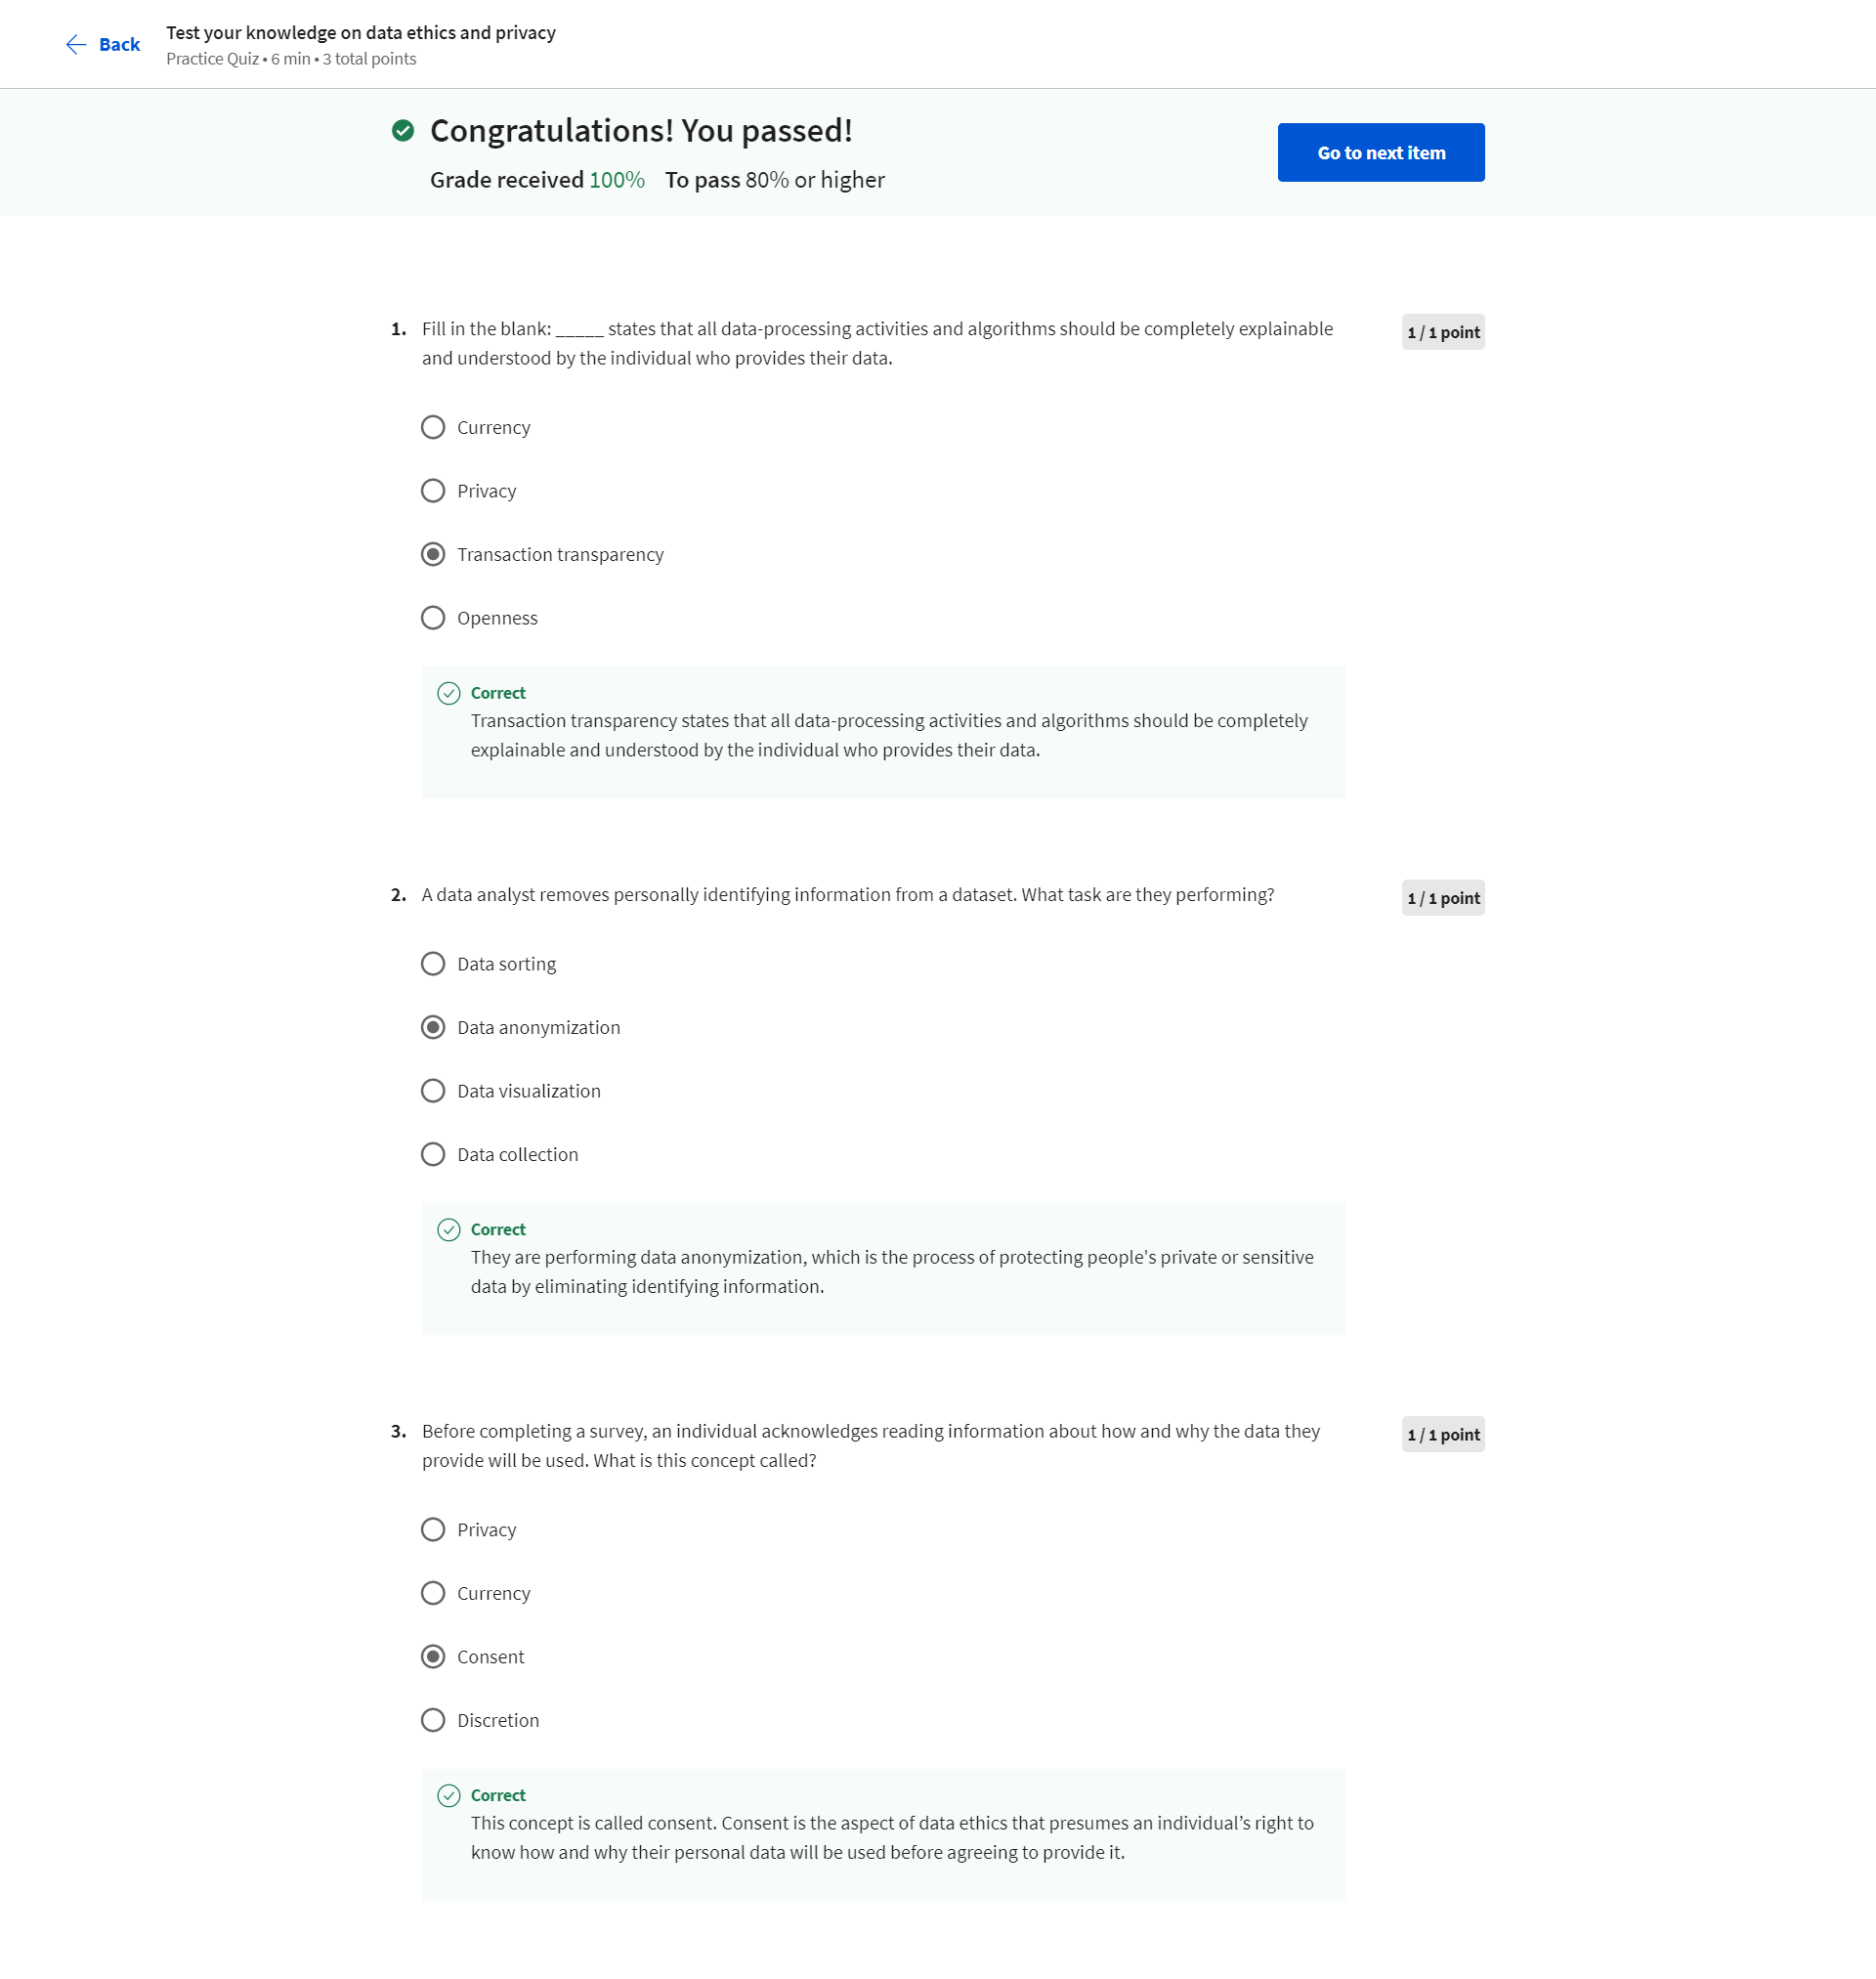 Back
Test your knowledge on data ethics and privacy
Practice Quiz • 6 min • 3 total points
Congratulations! You passed!
Grade received 100% To pass 80% or higher
Go to next item
1. Fill in the blank: _____ states that all data-processing activities and algorithms should be completely explainable
and understood by the individual who provides their data.
1 / 1 point
Currency
Privacy
Transaction transparency
Openness
Correct
Transaction transparency states that all data-processing activities and algorithms should be completely
explainable and understood by the individual who provides their data.
2. A data analyst removes personally identifying information from a dataset. What task are they performing?
1 / 1 point
Data sorting
Data anonymization
Data visualization
Data collection
Correct
They are performing data anonymization, which is the process of protecting people's private or sensitive
data by eliminating identifying information.
3. Before completing a survey, an individual acknowledges reading information about how and why the data they
provide will be used. What is this concept called?
1 / 1 point
Privacy
Currency
Consent
Discretion
Correct
This concept is called consent. Consent is the aspect of data ethics that presumes an individual’s right to
know how and why their personal data will be used before agreeing to provide it.